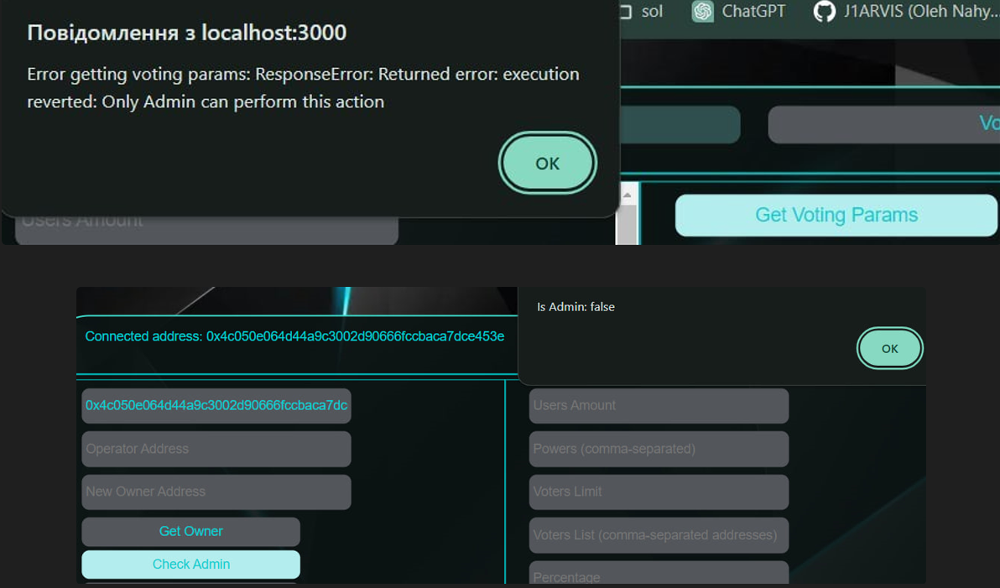 sol
ChatGPT
J1ARVIS (Oleh Nahy...
Повідомлення з localhost:3000
Error getting voting params: ResponseError: Returned error: execution
reverted: Only Admin can perform this action
OK
Users Amount
Get Voting Params
Connected address: 0x4c050e064d44a9c3002d90666fccbaca7dce453e
Is Admin: false
OK
0x4c050e064d44a9c3002d90666fccbaca7dc
Operator Address
New Owner Address
Get Owner
Check Admin
Users Amount
Powers (comma-separated)
Voters Limit
Voters List (comma-separated addresses)
Percentage